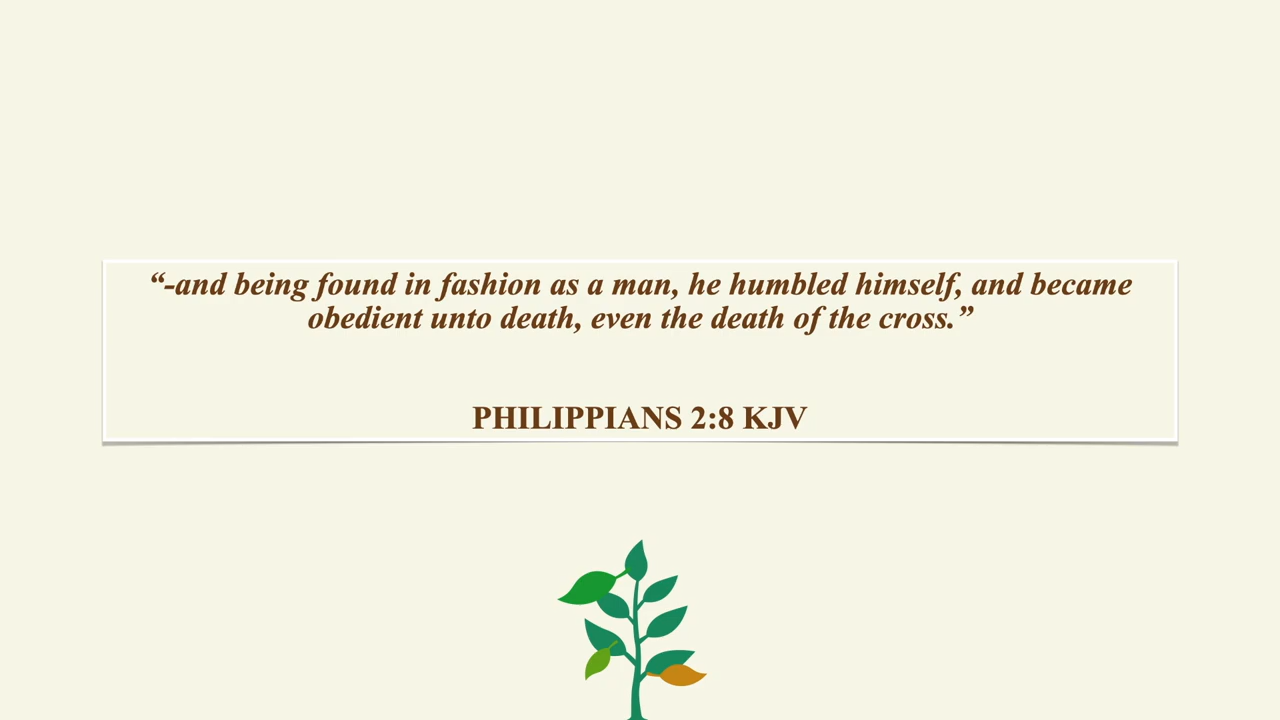 “-and being found in fashion as a man, he humbled himself, and became
obedient unto death, even the death of the cross.”
PHILIPPIANS 2:8 KJV